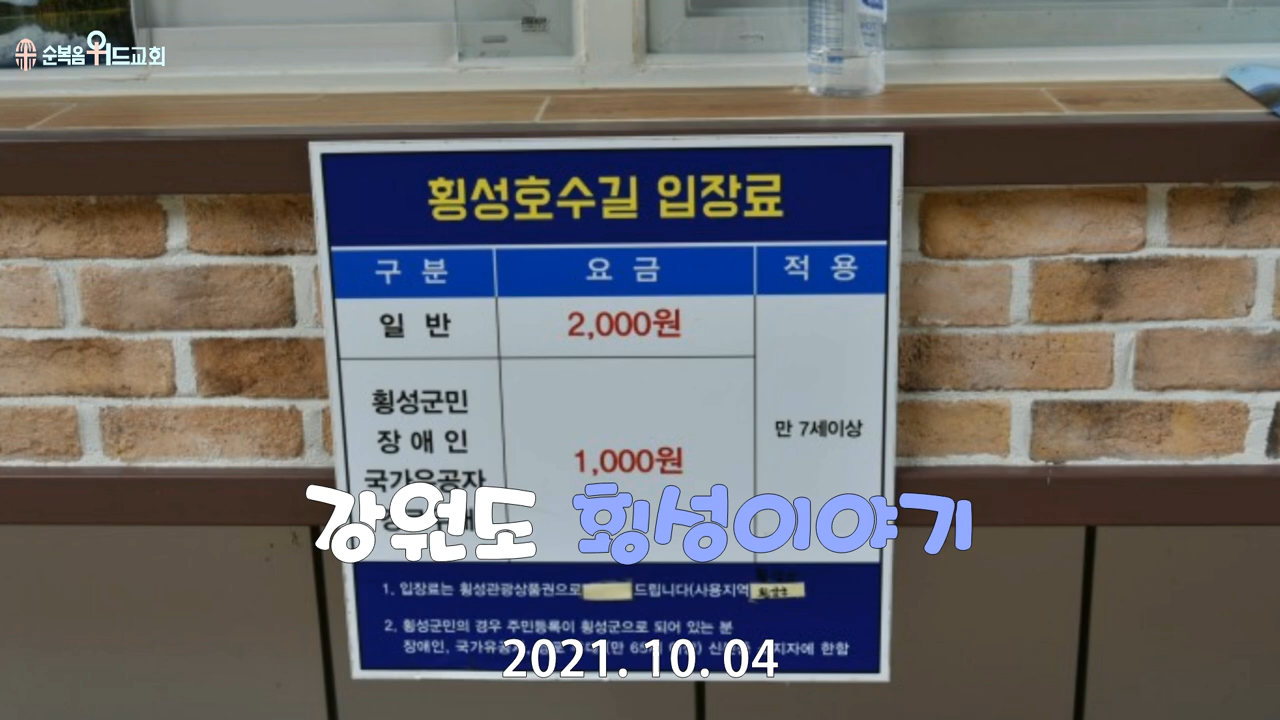 순복음위드교회
횡성호수길 입장료
구 분 요 금 적 용
일 반 2,000원
횡성군민
장 애 인
국가유공자
1,000원
만 7세이상
강원도 횡성이야기
1. 입장료는 횡성관광상품권으로 드립니다(사용지역
2. 횡성군민의 경우 주민등록이 횡성군으로 되어 있는 분
장애인, 국가유공자 (만 한함
2021. 10. 04